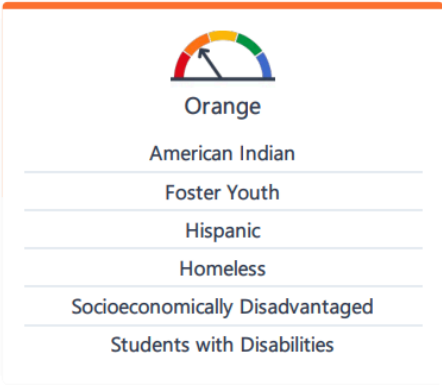 Orange
American Indian
Foster Youth
Hispanic
Homeless
Socioeconomically Disadvantaged
Students with Disabilities